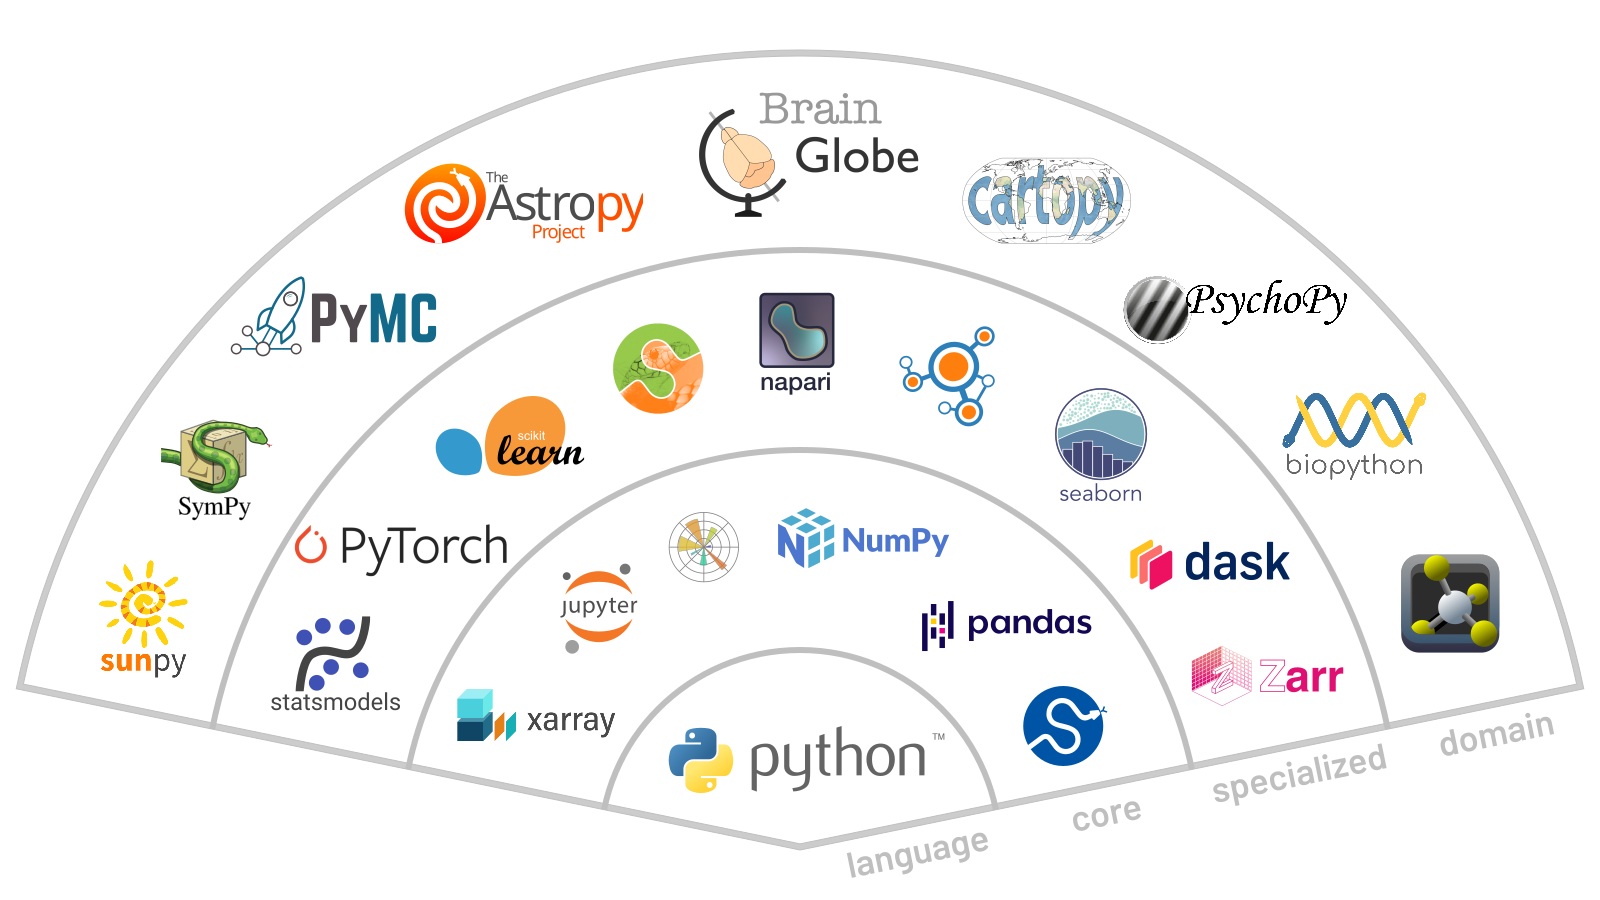 Brain
Globe
The
Astropy
Project
cartopy
PyMC
PsychoPy
napari
scikit
learn
seaborn
biopython
SymPy
PyTorch
NumPy
dask
jupyter
pandas
sunpy
statsmodels
xarray
Zarr
python™
language
core
specialized
domain